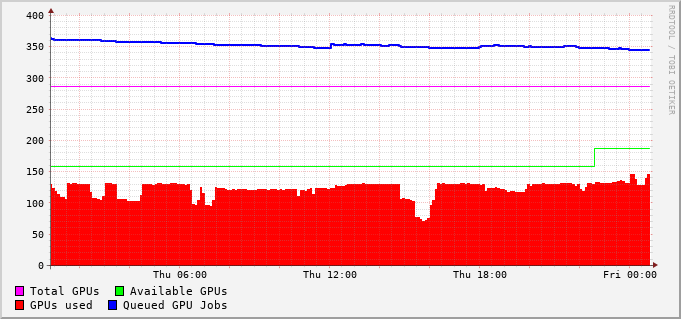 400
350
300
250
200
150
100
50
0
Thu 06:00 Thu 12:00 Thu 18:00 Fri 00:00
Total GPUs Available GPUs
GPUs used Queued GPU Jobs
RRDTOOL / TOBI OETIKER